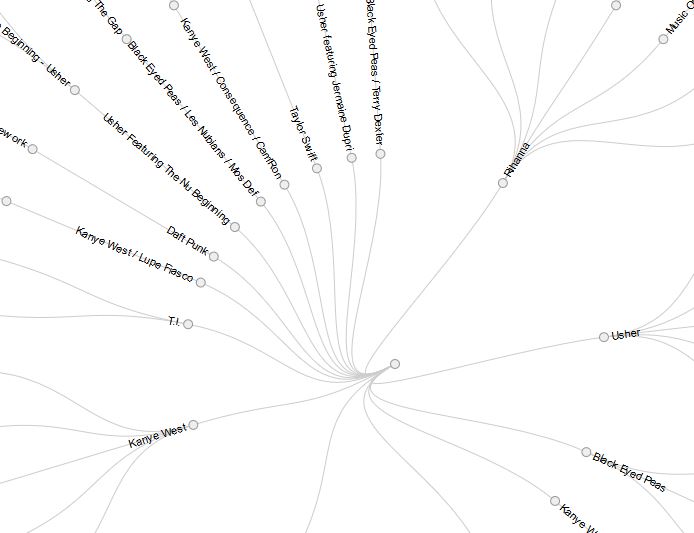 The Gap
Beginning - Usher
Kanye West / Consequence / Cam'Ron
Black Eyed Peas / Les Nubians / Mos Def
Usher Featuring The Nu Beginning
Taylor Swift
Usher featuring Jermaine Dupri
Black Eyed Peas / Terry Dexter
Music
Rihanna
ework
Daft Punk
Kanye West / Lupe Fiasco
T.I.
Usher
Kanye West
Black Eyed Peas
Kanye W